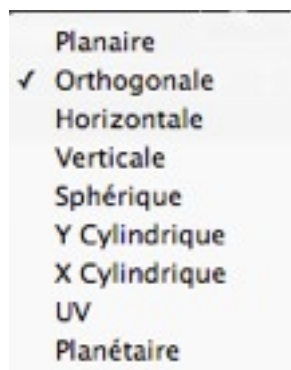 Planaire
✓ Orthogonale
Horizontale
Verticale
Sphérique
Y Cylindrique
X Cylindrique
UV
Planétaire